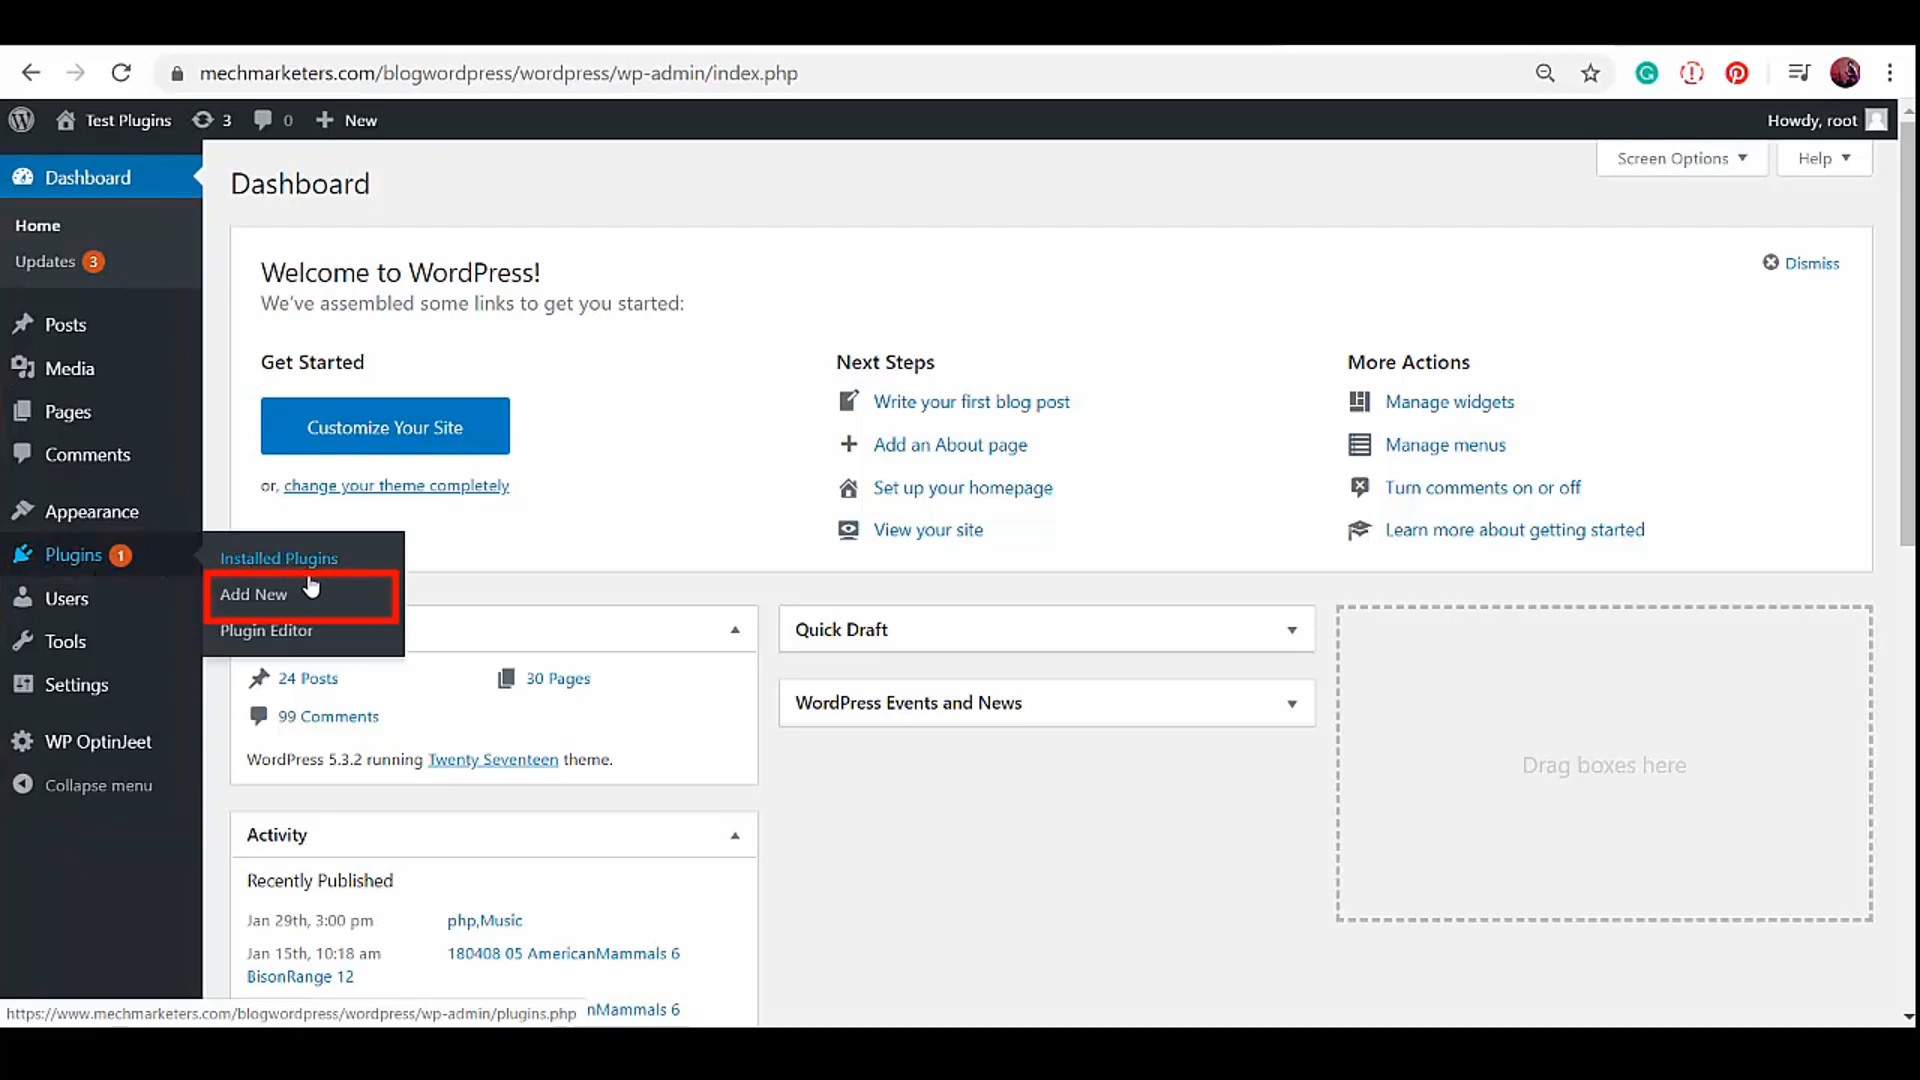 mechmarketers.com/blogwordpress/wordpress/wp-admin/index.php
Test Plugins 3 0 New
Howdy, root
Dashboard
Home
Updates 3
Posts
Media
Pages
Comments
Appearance
Plugins 1
Users
Tools
Settings
WP OptinJeet
Collapse menu
Installed Plugins
Add New
Plugin Editor
Screen Options
Help
Dashboard
Welcome to WordPress!
We've assembled some links to get you started:
Dismiss
Get Started
Customize Your Site
or, change your theme completely
Next Steps
Write your first blog post
Add an About page
Set up your homepage
View your site
More Actions
Manage widgets
Manage menus
Turn comments on or off
Learn more about getting started
24 Posts
30 Pages
99 Comments
WordPress 5.3.2 running Twenty Seventeen theme.
Activity
Recently Published
Jan 29th, 3:00 pm php,Music
Jan 15th, 10:18 am 180408 05 AmericanMammals 6
BisonRange 12
nMammals 6
Quick Draft
WordPress Events and News
Drag boxes here
https://www.mechmarketers.com/blogwordpress/wordpress/wp-admin/plugins.php